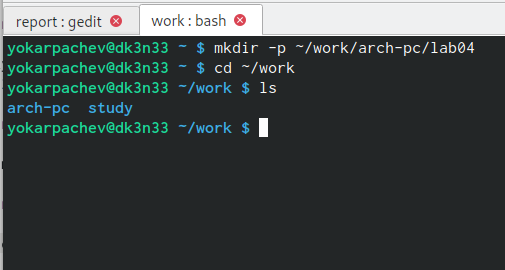 report : gedit
work : bash
yokarpachev@dk3n33 ~ $ mkdir -p ~/work/arch-pc/lab04
yokarpachev@dk3n33 ~ $ cd ~/work
yokarpachev@dk3n33 ~/work $ ls
arch-pc  study
yokarpachev@dk3n33 ~/work $